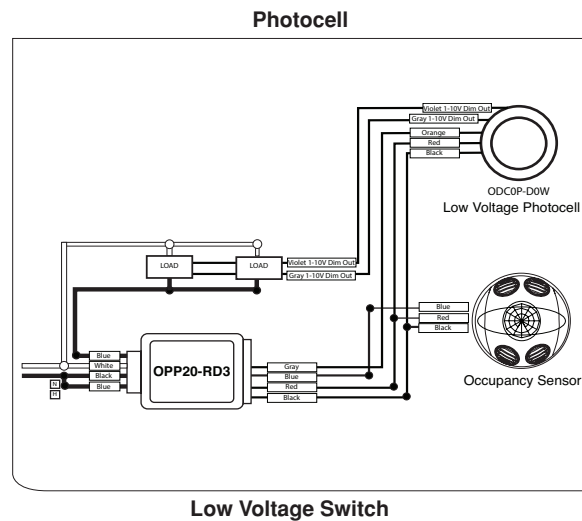 Photocell
Violet 1-10V Dim Out
Gray 1-10V Dim Out
Orange
Red
Black
ODC0P-D0W
Low Voltage Photocell
LOAD
LOAD
Violet 1-10V Dim Out
Gray 1-10V Dim Out
Blue
Red
Black
Occupancy Sensor
Blue
White
Black
Blue
N
H
OPP20-RD3
Gray
Blue
Red
Black
Low Voltage Switch